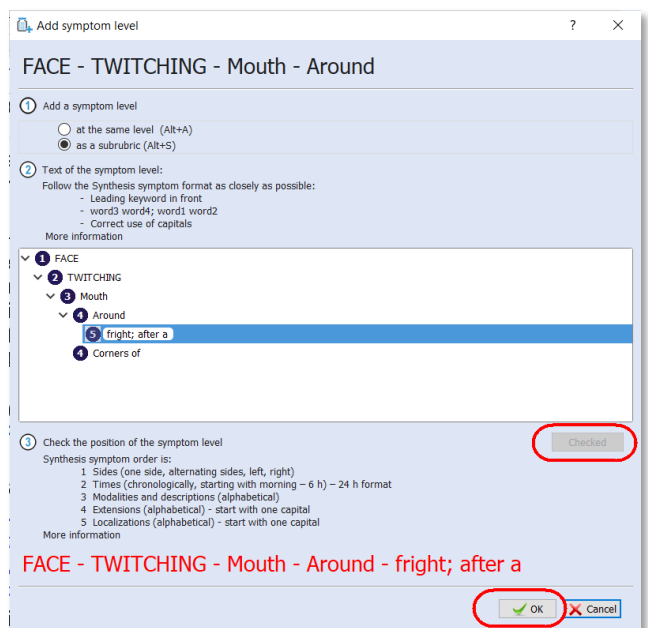 Add symptom level
?
FACE - TWITCHING - Mouth - Around
1 Add a symptom level
at the same level (Alt+A)
as a subrubric (Alt+S)
2 Text of the symptom level:
Follow the Synthesis symptom format as closely as possible:
- Leading keyword in front
- word3 word4; word1 word2
- Correct use of capitals
More information
1 FACE
2 TWITCHING
3 Mouth
4 Around
5 fright; after a
4 Corners of
3 Check the position of the symptom level
Checked
Synthesis symptom order is:
1 Sides (one side, alternating sides, left, right)
2 Times (chronologically, starting with morning – 6 h) – 24 h format
3 Modalities and descriptions (alphabetical)
4 Extensions (alphabetical) - start with one capital
5 Localizations (alphabetical) - start with one capital
More information
FACE - TWITCHING - Mouth - Around - fright; after a
OK
Cancel